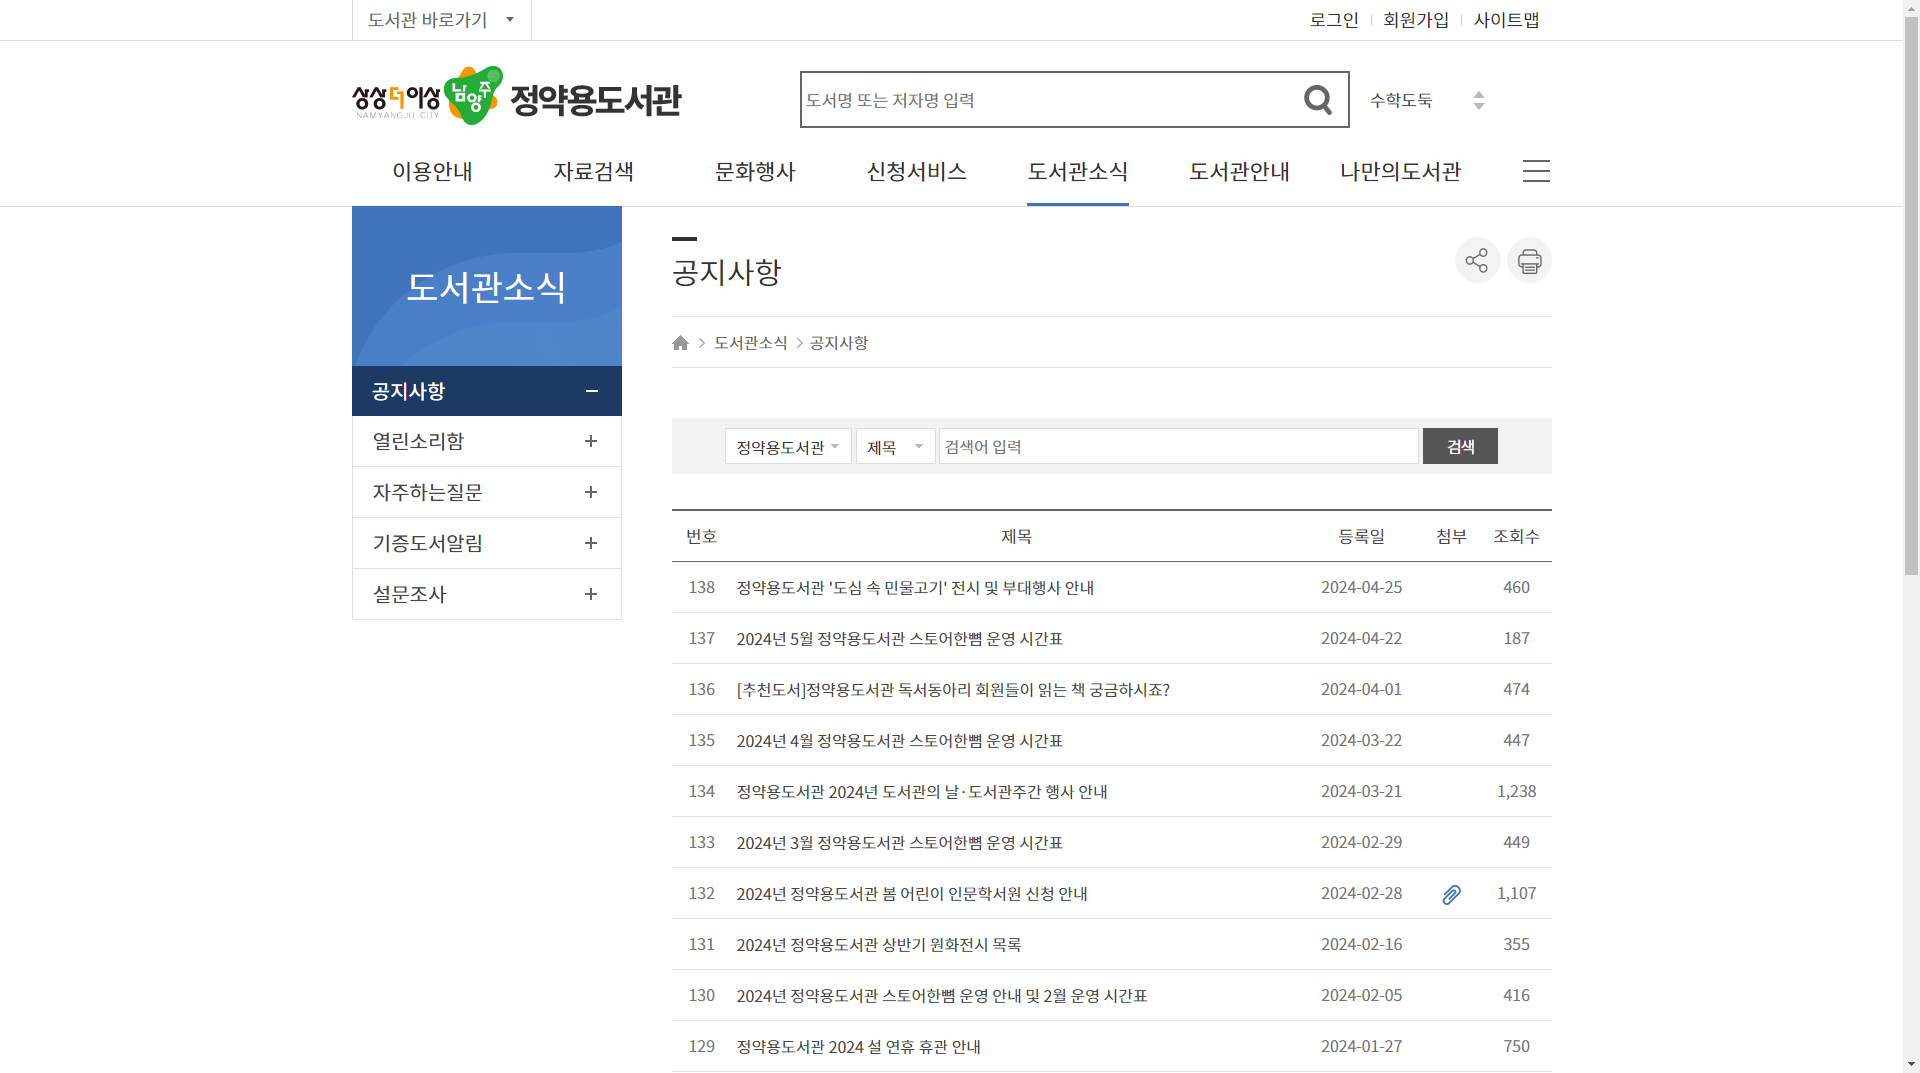 도서관 바로가기
로그인 회원가입 사이트맵
상상더이상 남양주 정약용도서관
NAMYANGJU CITY
도서명 또는 저자명 입력
수학도둑
이용안내 자료검색 문화행사 신청서비스 도서관소식 도서관안내 나만의도서관
도서관소식
공지사항
열린소리함
자주하는질문
기증도서알림
설문조사
공지사항
도서관소식 공지사항
정약용도서관 제목 검색어 입력 검색
번호 제목 등록일 첨부 조회수
138 정약용도서관 '도심 속 민물고기' 전시 및 부대행사 안내 2024-04-25 460
137 2024년 5월 정약용도서관 스토어한뼘 운영 시간표 2024-04-22 187
136 [추천도서]정약용도서관 독서동아리 회원들이 읽는 책 궁금하시죠? 2024-04-01 474
135 2024년 4월 정약용도서관 스토어한뼘 운영 시간표 2024-03-22 447
134 정약용도서관 2024년 도서관의 날·도서관주간 행사 안내 2024-03-21 1,238
133 2024년 3월 정약용도서관 스토어한뼘 운영 시간표 2024-02-29 449
132 2024년 정약용도서관 봄 어린이 인문학서원 신청 안내 2024-02-28 1,107
131 2024년 정약용도서관 상반기 원화전시 목록 2024-02-16 355
130 2024년 정약용도서관 스토어한뼘 운영 안내 및 2월 운영 시간표 2024-02-05 416
129 정약용도서관 2024 설 연휴 휴관 안내 2024-01-27 750